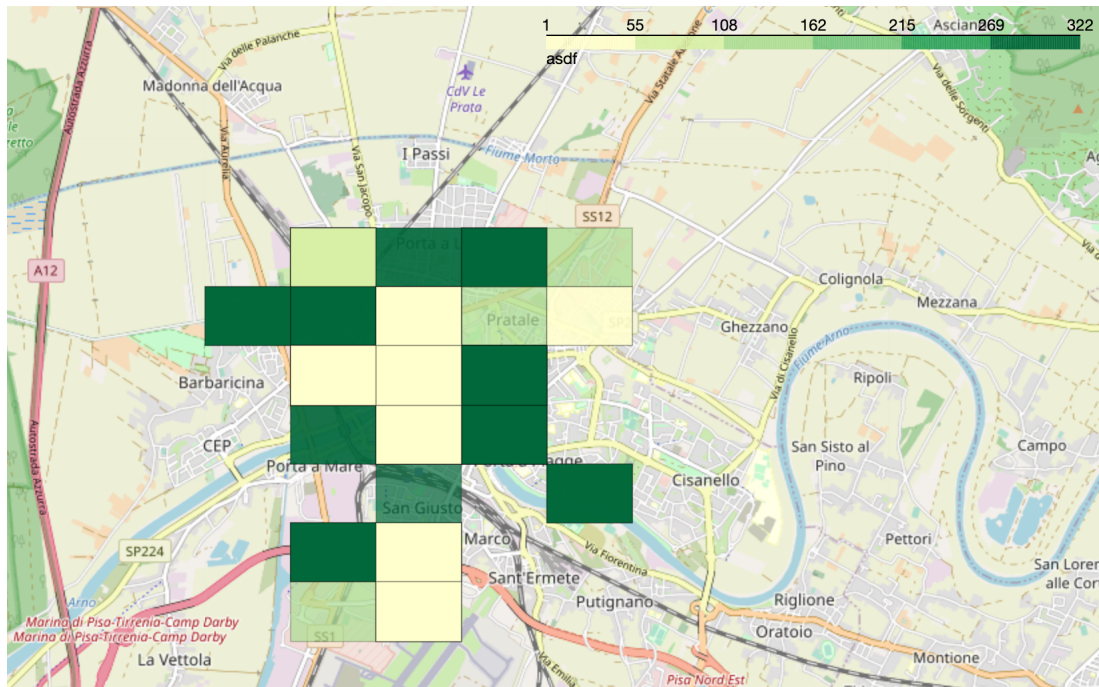 1 55 108 162 215 269 322
asdf
Asciano
Via delle Palanche
Via Statale A
Autostrada Azzurra
Madonna dell'Acqua
CdV Le Prata
Via delle Sorgenti
I Passi
Fiume Morto
Via Aurelia
Via San Jacopo
SS12
Porta a L
A12
Colignola
Mezzana
Pratale
Ghezzano
Fiume Arno
Via di Cisanello
Barbaricina
Ripoli
CEP
San Sisto al
Pino
Campo
Porta a Mare
Cisanello
Autostrada Azzurra
San Giusto
Marco
Pettori
SP224
Via Fiorentina
San Loren
alle Cort
Sant'Ermete
Putignano
Riglione
Arno
Marina di Pisa-Tirrenia-Camp Darby
Marina di Pisa-Tirrenia-Camp Darby
SS1
Oratoio
La Vettola
Montione
Via Emilia
Pisa Nord Est